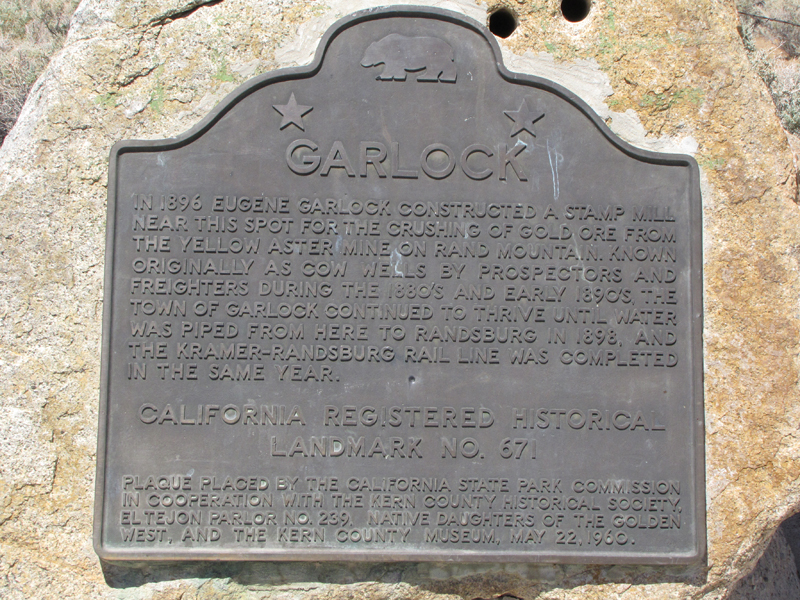 GARLOCK
IN 1896 EUGENE GARLOCK CONSTRUCTED A STAMP MILL
NEAR THIS SPOT FOR THE CRUSHING OF GOLD ORE FROM
THE YELLOW ASTER MINE ON RAND MOUNTAIN. KNOWN
ORIGINALLY AS COW WELLS BY PROSPECTORS AND
FREIGHTERS DURING THE 1880'S AND EARLY 1890'S, THE
TOWN OF GARLOCK CONTINUED TO THRIVE UNTIL WATER
WAS PIPED FROM HERE TO RANDSBURG IN 1898, AND
THE KRAMER-RANDSBURG RAIL LINE WAS COMPLETED
IN THE SAME YEAR.
CALIFORNIA REGISTERED HISTORICAL
LANDMARK NO. 671
PLAQUE PLACED BY THE CALIFORNIA STATE PARK COMMISSION
IN COOPERATION WITH THE KERN COUNTY HISTORICAL SOCIETY,
EL TEJON PARLOR NO. 239, NATIVE DAUGHTERS OF THE GOLDEN
WEST, AND THE KERN COUNTY MUSEUM, MAY 22, 1960.